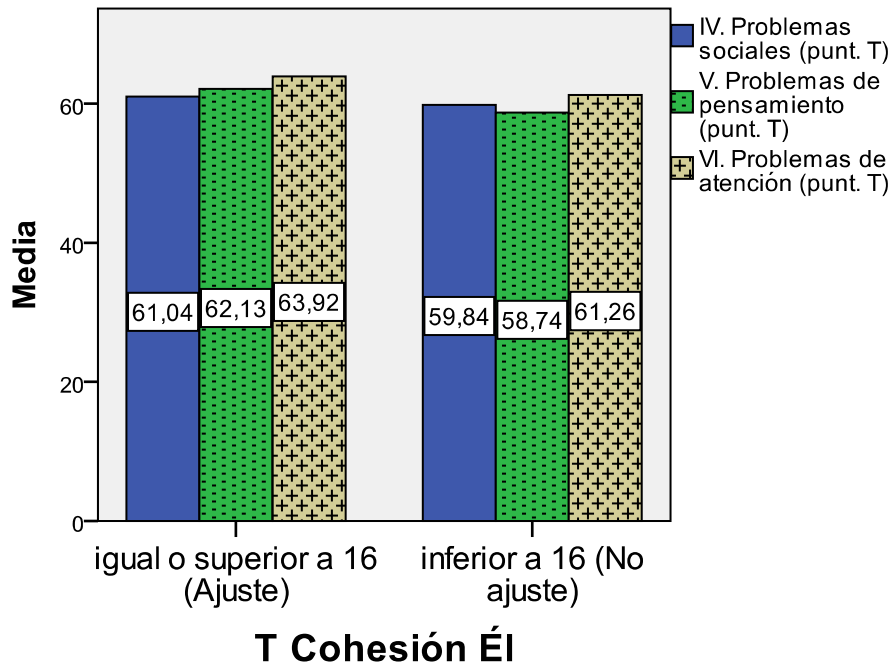 IV. Problemas
sociales (punt. T)
V. Problemas de
pensamiento
(punt. T)
VI. Problemas de
atención (punt. T)
Media
60
40
20
0
61,04
62,13
63,92
59,84
58,74
61,26
igual o superior a 16
(Ajuste)
inferior a 16 (No
ajuste)
T Cohesión Él